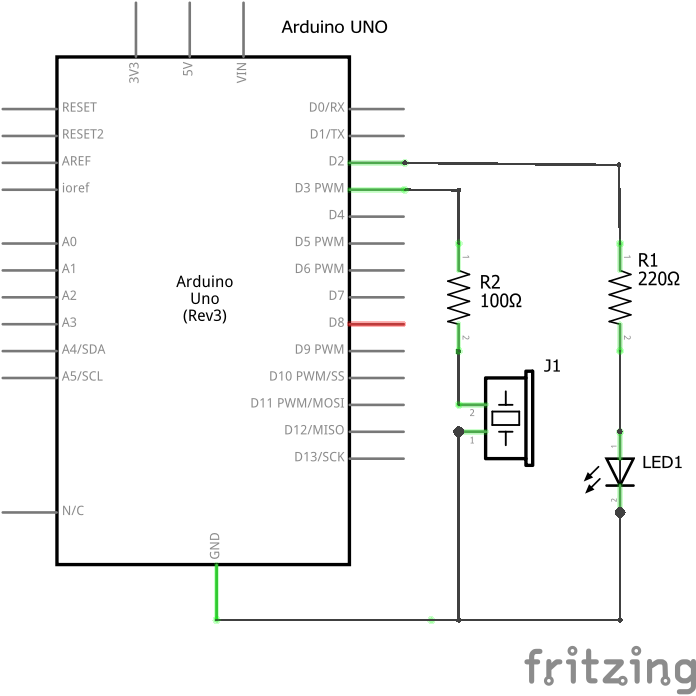 Arduino UNO
3V3
5V
VIN
RESET
RESET2
AREF
ioref
A0
A1
A2
A3
A4/SDA
A5/SCL
N/C
D0/RX
D1/TX
D2
D3 PWM
D4
D5 PWM
D6 PWM
D7
D8
D9 PWM
D10 PWM/SS
D11 PWM/MOSI
D12/MISO
D13/SCK
Arduino
Uno
(Rev3)
GND
1
R2
100Ω
2
1
R1
220Ω
2
J1
2
1
1
LED1
2
fritzing